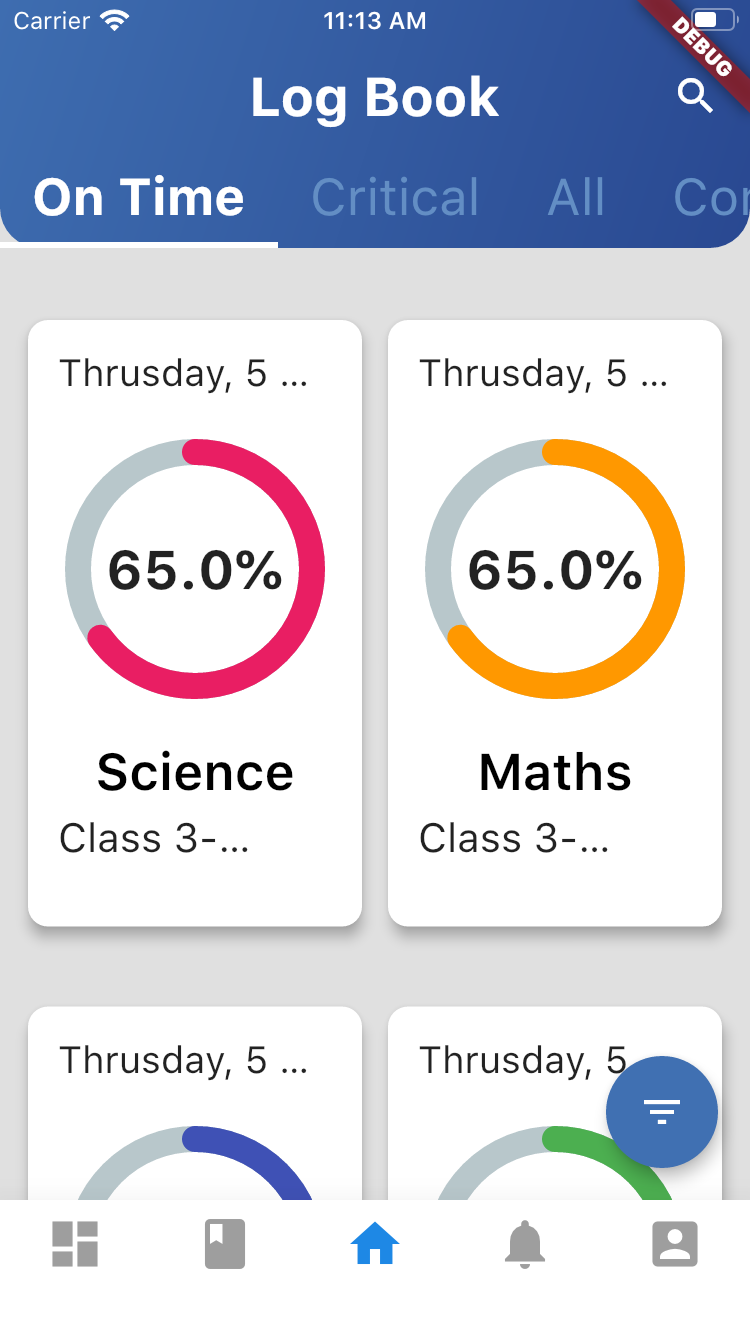 Carrier 11:13 AM
DEBUG
Log Book
On Time Critical All Cor
Thrusday, 5 ... Thrusday, 5 ...
65.0% 65.0%
Science Maths
Class 3-... Class 3-...
Thrusday, 5 ... Thrusday, 5